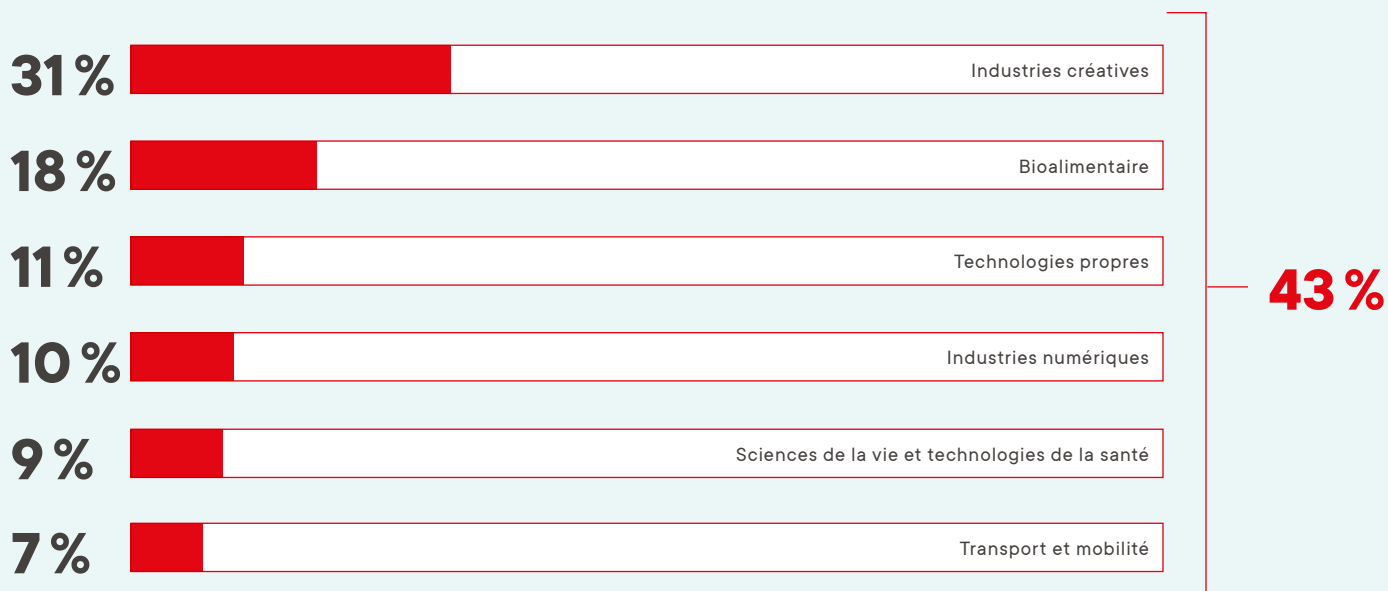 31 %
Industries créatives
18 %
Bioalimentaire
11 %
Technologies propres
43 %
10 %
Industries numériques
9 %
Sciences de la vie et technologies de la santé
7 %
Transport et mobilité